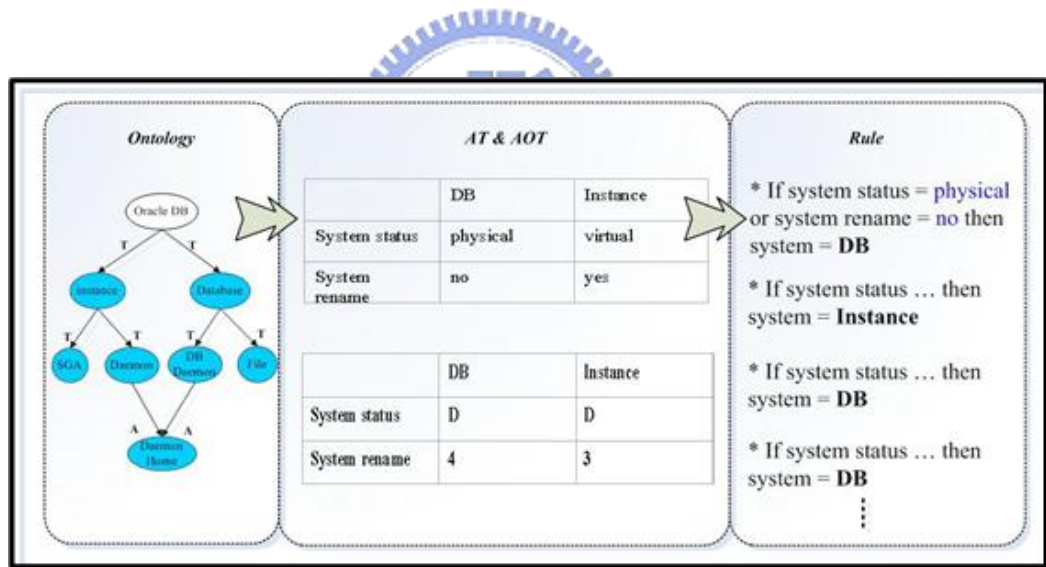 Ontology
Oracle DB
T T
instance Database
T T T T
SGA Daemon DB Daemon File
A A
Daemon Home
AT & AOT
DB Instance
System status physical virtual
System rename no yes
DB Instance
System status D D
System rename 4 3
Rule
* If system status = physical
or system rename = no then
system = DB
* If system status … then
system = Instance
* If system status … then
system = DB
* If system status … then
system = DB